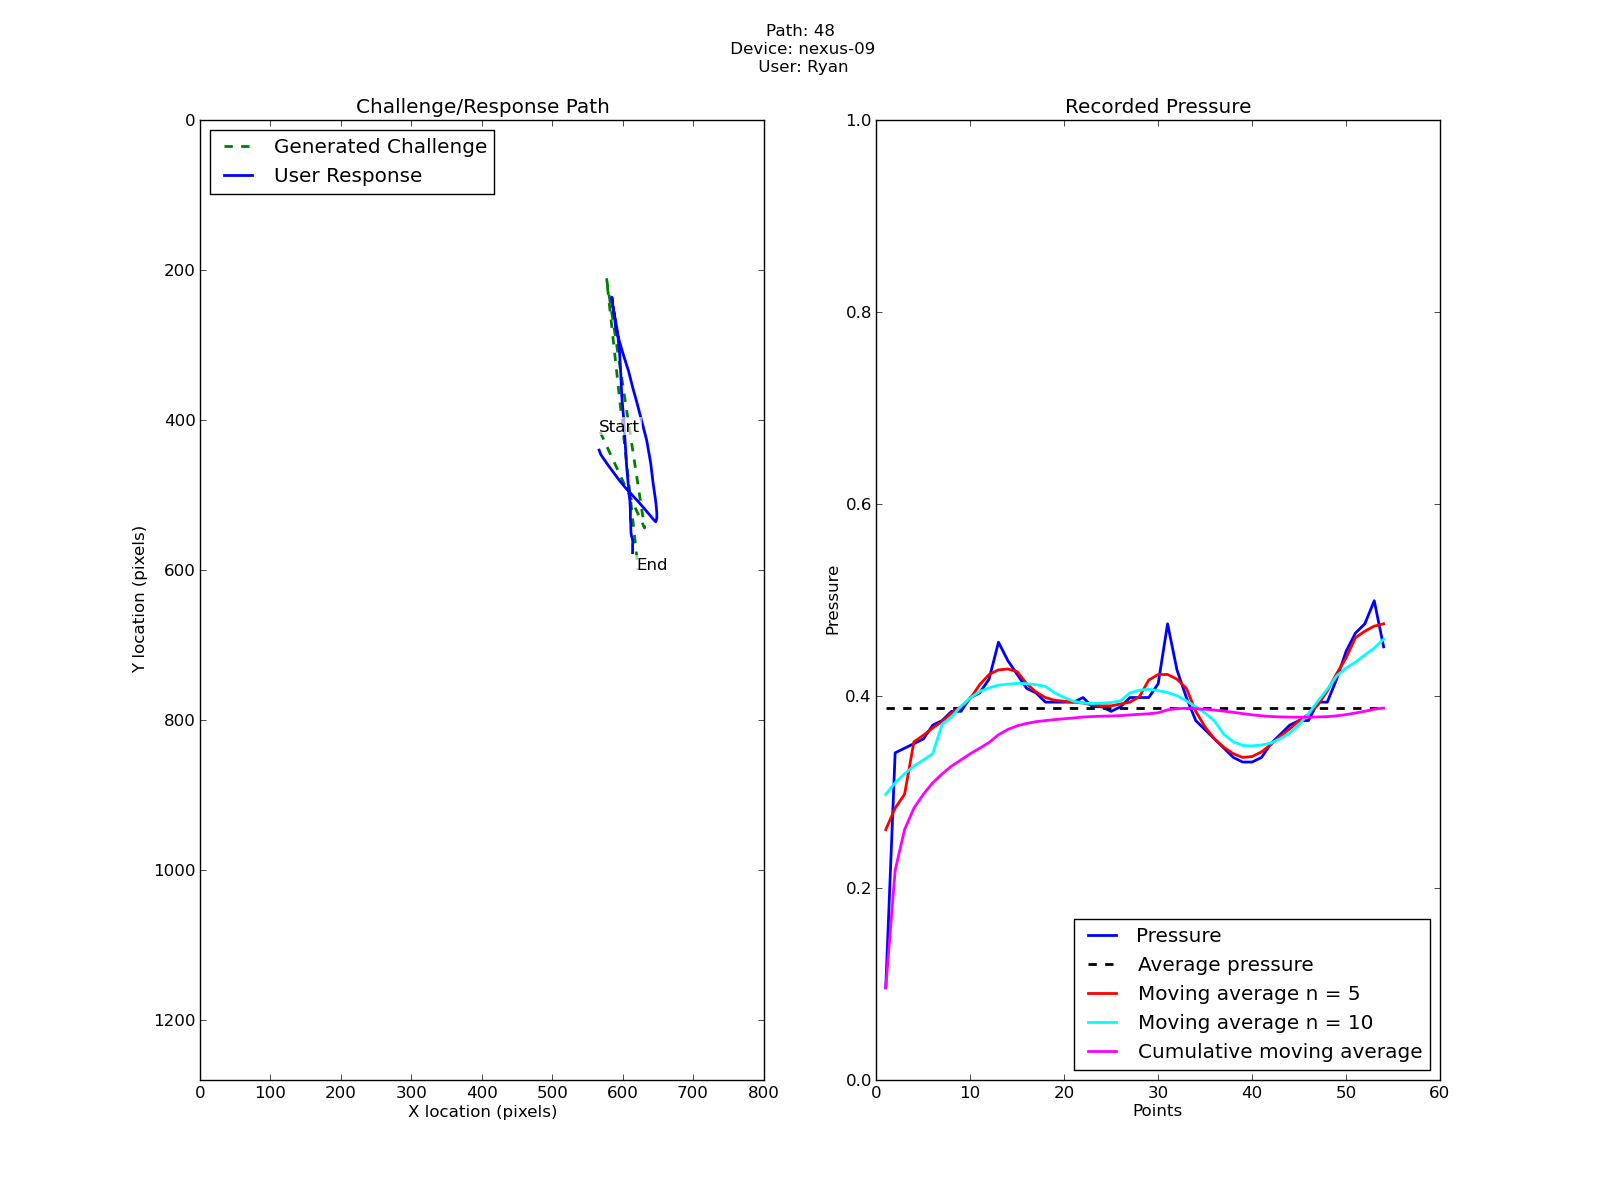 Path: 48
Device: nexus-09
User: Ryan
Challenge/Response Path
Generated Challenge
User Response
0
200
400
600
800
1000
1200
Y location (pixels)
Start
End
0 100 200 300 400 500 600 700 800
X location (pixels)
Recorded Pressure
1.0
0.8
0.6
0.4
0.2
0.0
Pressure
Pressure
Average pressure
Moving average n = 5
Moving average n = 10
Cumulative moving average
0 10 20 30 40 50 60
Points